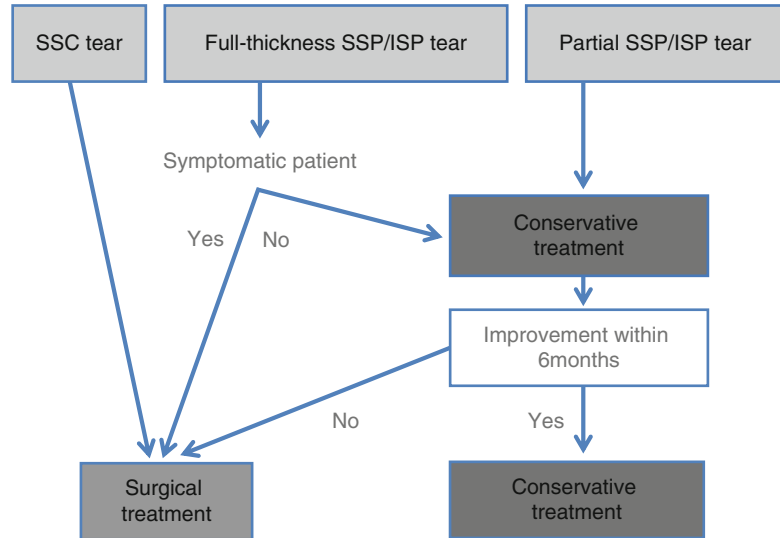 SSC tear
Full-thickness SSP/ISP tear
Partial SSP/ISP tear
Symptomatic patient
Yes
No
Conservative
treatment
Improvement within
6months
No
Yes
Surgical
treatment
Conservative
treatment